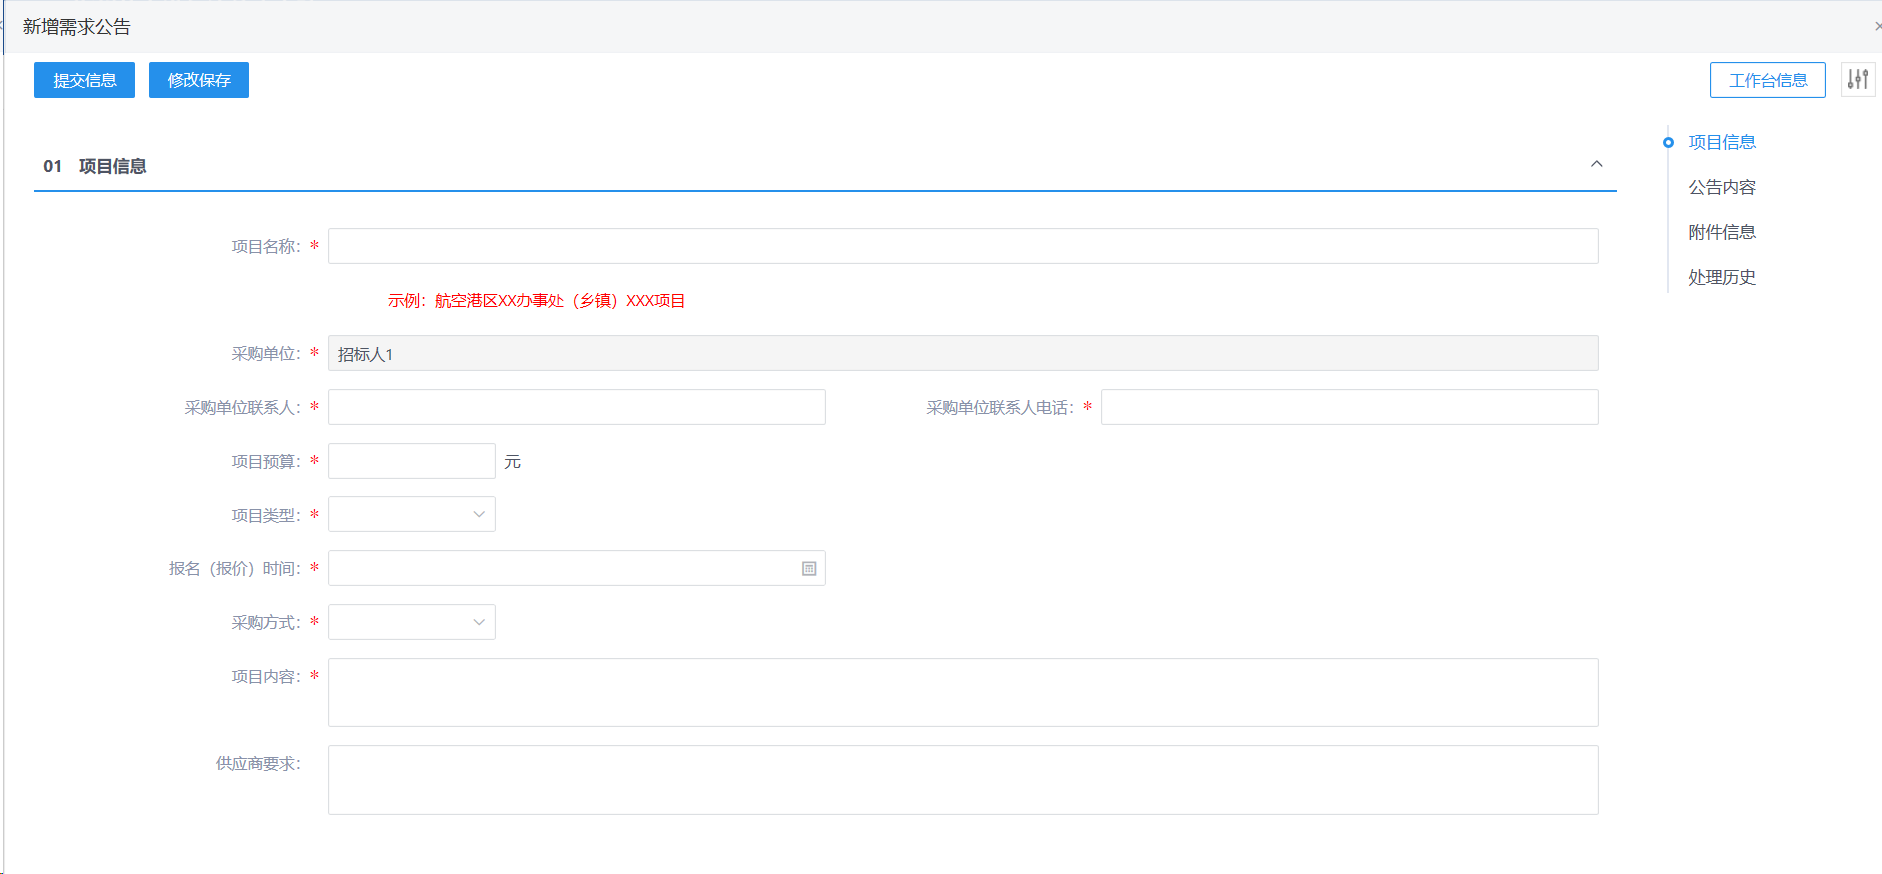 新增需求公告
提交信息 修改保存 工作台信息
项目信息
公告内容
附件信息
处理历史
01 项目信息
项目名称：*
示例：航空港区XX办事处（乡镇）XXX项目
采购单位：* 招标人1
采购单位联系人：* 采购单位联系人电话：*
项目预算：* 元
项目类型：*
报名（报价）时间：*
采购方式：*
项目内容：*
供应商要求：